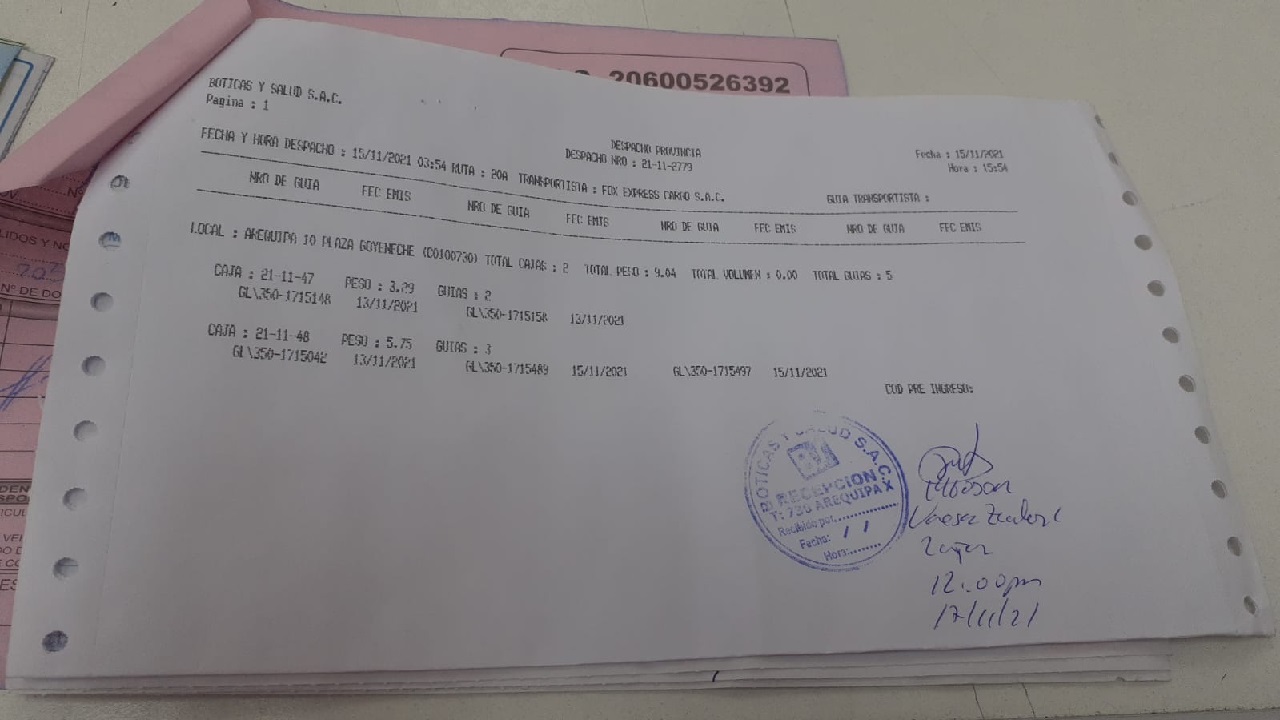 20600526392
BOTICAS Y SALUD S.A.C.
Pagina : 1
DESPACHO PROVINCIA
DESPACHO NRO : 21-11-2779
Fecha : 15/11/2021
Hora : 15:54
FECHA Y HORA DESPACHO : 15/11/2021 03:54 RUTA : 20A TRANSPORTISTA : FOX EXPRESS CARGO S.A.C. GUIA TRANSPORTISTA :
NRO DE GUIA FEC EMIS NRO DE GUIA FEC EMIS NRO DE GUIA FEC EMIS NRO DE GUIA FEC EMIS
LOCAL : AREQUIPA 10 PLAZA GOYENECHE (C0100730) TOTAL CAJAS : 2 TOTAL PESO : 9.04 TOTAL VOLUMEN : 0.00 TOTAL GUIAS : 5
CAJA : 21-11-47 PESO : 3.29 GUIAS : 2
GL\350-1715148 13/11/2021 GL\350-1715158 13/11/2021
CAJA : 21-11-48 PESO : 5.75 GUIAS : 3
GL\350-1715042 13/11/2021 GL\350-1715489 15/11/2021 GL\350-1715497 15/11/2021
COD PRE INGRESO:
BOTICAS Y SALUD S.A.C.
RECEPCION
T: 730 AREQUIPA X
Recibido por:
Fecha: / /
Hora:
12:00pm
17/11/21